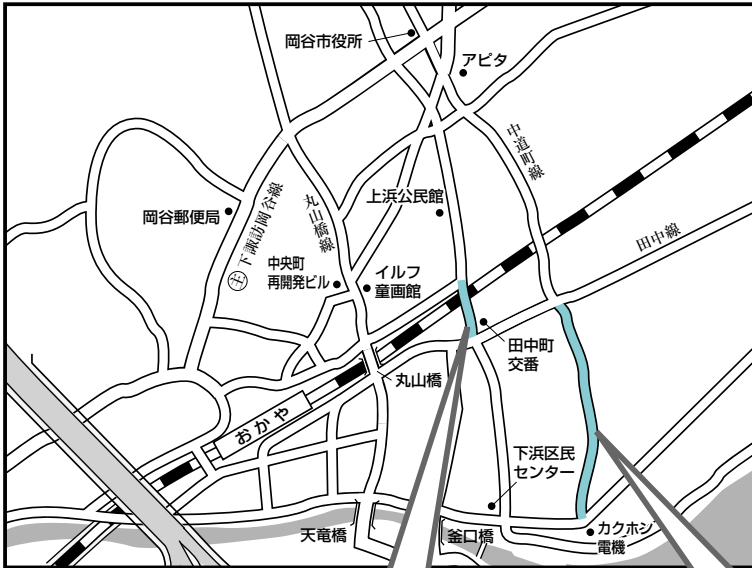 岡谷市役所
アピタ
中道町線
上浜公民館
田中線
丸山橋線
㊤下諏訪岡谷線
岡谷郵便局
中央町
再開発ビル
イルフ
童画館
田中町
交番
丸山橋
おかや
下浜区民
センター
天竜橋
釜口橋
カクホン
電機